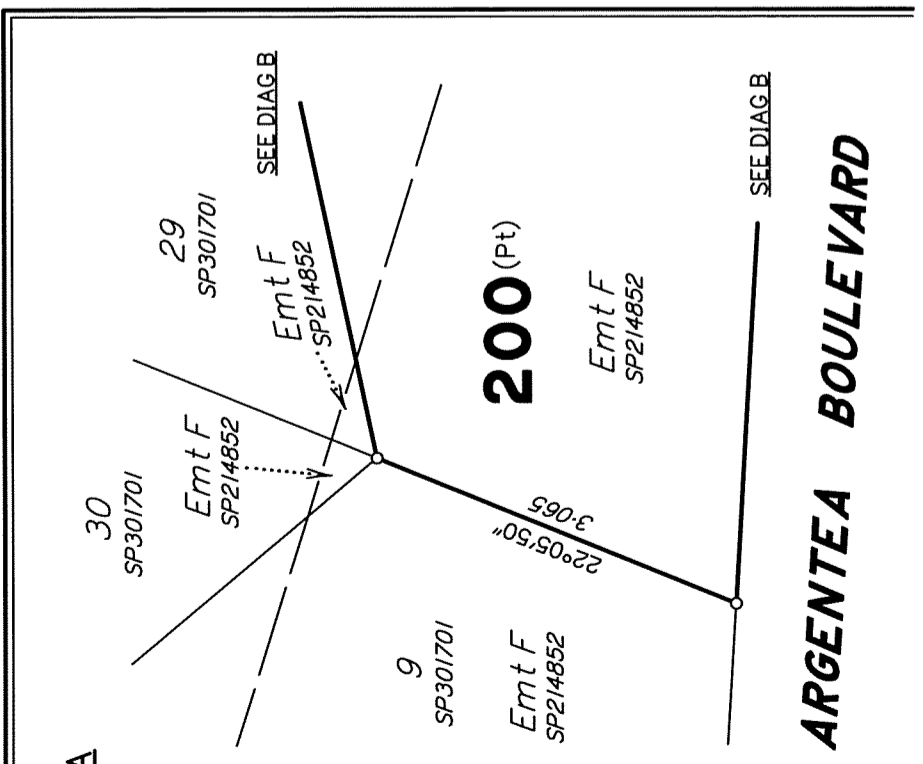 A
30
SP301701
29
SP301701
SEE DIAG B
Emt F
SP214852
Emt F
SP214852
200 (Pt)
Emt F
SP214852
22°05'50"
3·065
9
SP301701
Emt F
SP214852
SEE DIAG B
ARGENTEA BOULEVARD